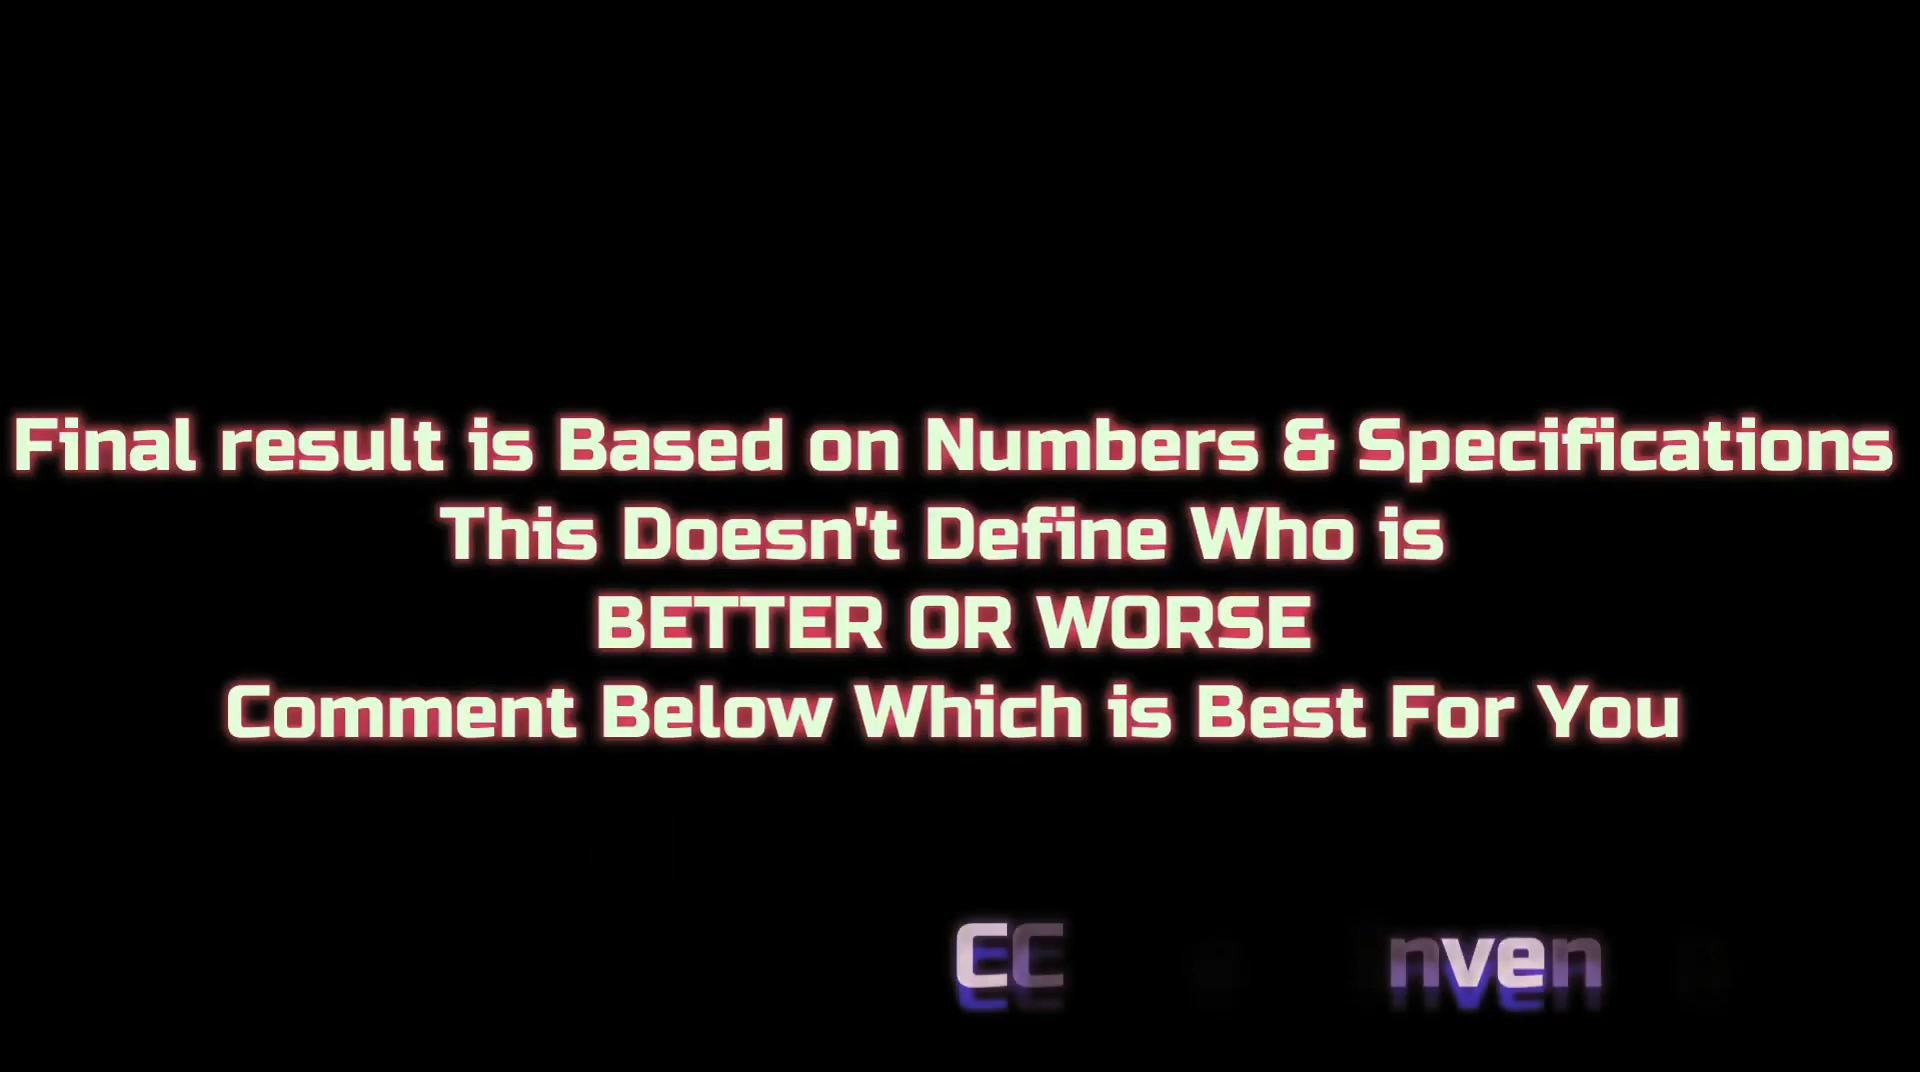 Final result is Based on Numbers & Specifications
This Doesn't Define Who is
BETTER OR WORSE
Comment Below Which is Best For You